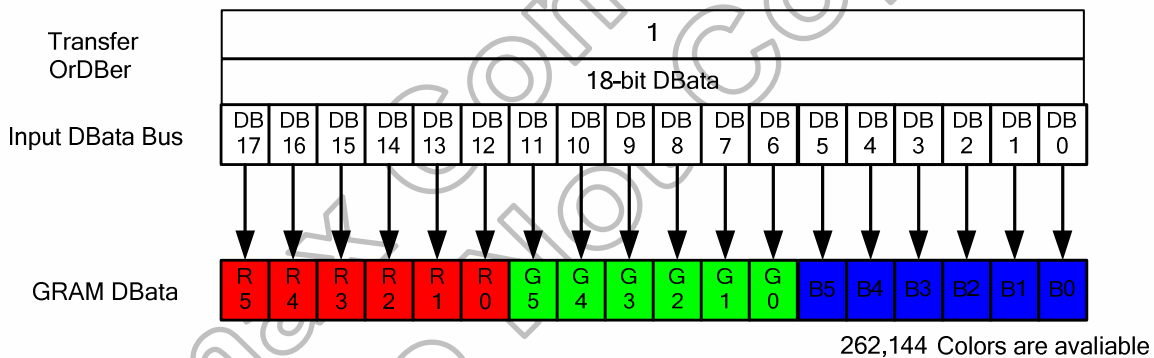 Transfer
OrDBer
1
18-bit DBata
Input DBata Bus
DB 17 DB 16 DB 15 DB 14 DB 13 DB 12 DB 11 DB 10 DB 9 DB 8 DB 7 DB 6 DB 5 DB 4 DB 3 DB 2 DB 1 DB 0
GRAM DBata
R 5 R 4 R 3 R 2 R 1 R 0 G 5 G 4 G 3 G 2 G 1 G 0 B5 B4 B3 B2 B1 B0
262,144 Colors are avaliable